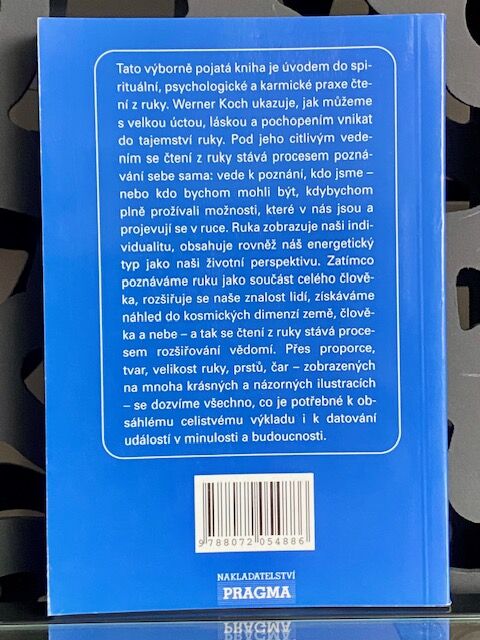 Tato výborně pojatá kniha je úvodem do spi-
rituální, psychologické a karmické praxe čte-
ní z ruky. Werner Koch ukazuje, jak můžeme
s velkou úctou, láskou a pochopením vnikat
do tajemství ruky. Pod jeho citlivým vede-
ním se čtení z ruky stává procesem pozná-
vání sebe sama: vede k poznání, kdo jsme –
nebo kdo bychom mohli být, kdybychom
plně prožívali možnosti, které v nás jsou a
projevují se v ruce. Ruka zobrazuje naši indi-
vidualitu, obsahuje rovněž náš energetický
typ jako naši životní perspektivu. Zatímco
poznáváme ruku jako součást celého člově-
ka, rozšiřuje se naše znalost lidí, získáváme
náhled do kosmických dimenzí země, člově-
ka a nebe – a tak se čtení z ruky stává proce-
sem rozšiřování vědomí. Přes proporce,
tvar, velikost ruky, prstů, čar – zobrazených
na mnoha krásných a názorných ilustracích
– se dozvíme všechno, co je potřebné k ob-
sáhlému celistvému výkladu i k datování
událostí v minulosti a budoucnosti.
9788072054886
NAKLADATELSTVÍ
PRAGMA